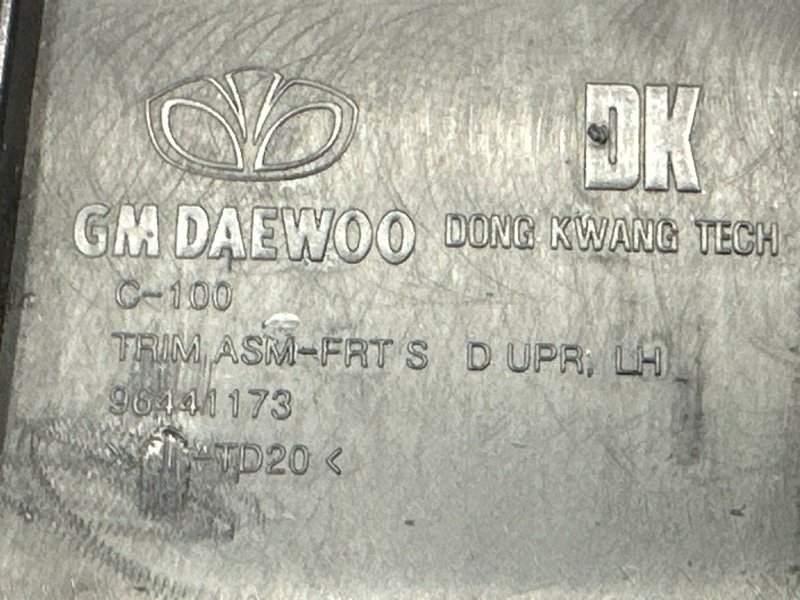 DK
GM DAEWOO DONG KWANG TECH
C-100
TRIM ASM-FRT S D UPR, LH
96441173
-TD20 <